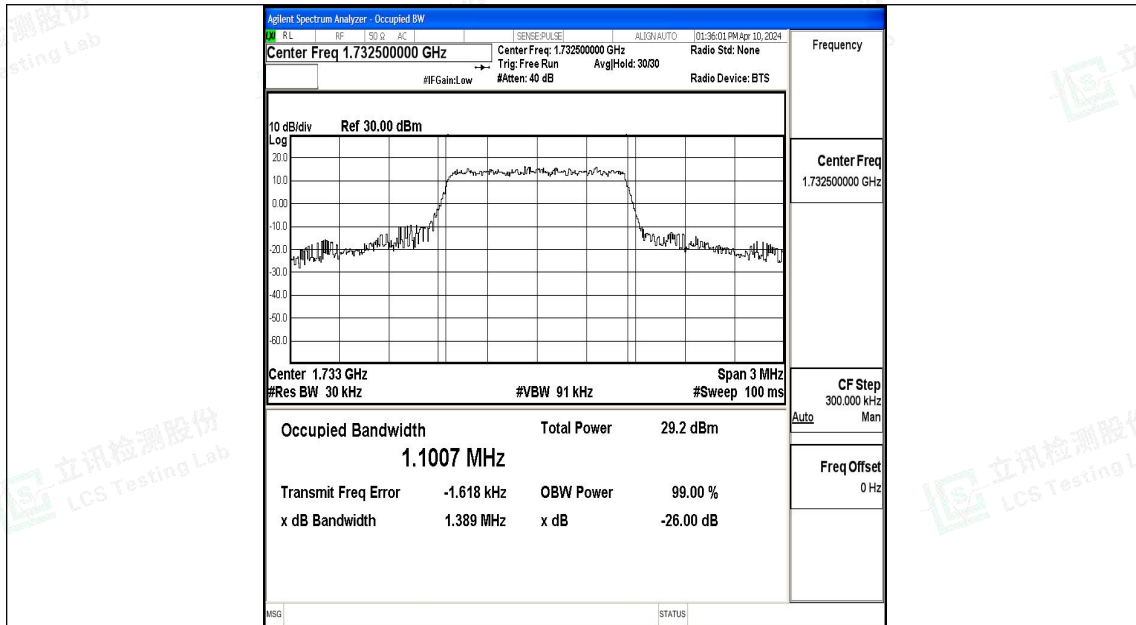 Agilent Spectrum Analyzer - Occupied BW
RL RF 50 Ω AC SENSE:PULSE ALIGNAUTO 01:36:01 PM Apr 10, 2024
Center Freq 1.732500000 GHz
Center Freq: 1.732500000 GHz Radio Std: None
Trig: Free Run Avg|Hold: 30/30
#IFGain:Low #Atten: 40 dB Radio Device: BTS
10 dB/div Ref 30.00 dBm
Log
20.0
10.0
0.00
-10.0
-20.0
-30.0
-40.0
-50.0
-60.0
Center 1.733 GHz Span 3 MHz
#Res BW 30 kHz #VBW 91 kHz #Sweep 100 ms
Occupied Bandwidth Total Power 29.2 dBm
1.1007 MHz
Transmit Freq Error -1.618 kHz OBW Power 99.00 %
x dB Bandwidth 1.389 MHz x dB -26.00 dB
MSG STATUS
Frequency
Center Freq
1.732500000 GHz
CF Step
300.000 kHz
Auto Man
Freq Offset
0 Hz
立讯检测股份
LCS Testing Lab
立讯检测股份
LCS Testing L
测股份
esting Lab
立